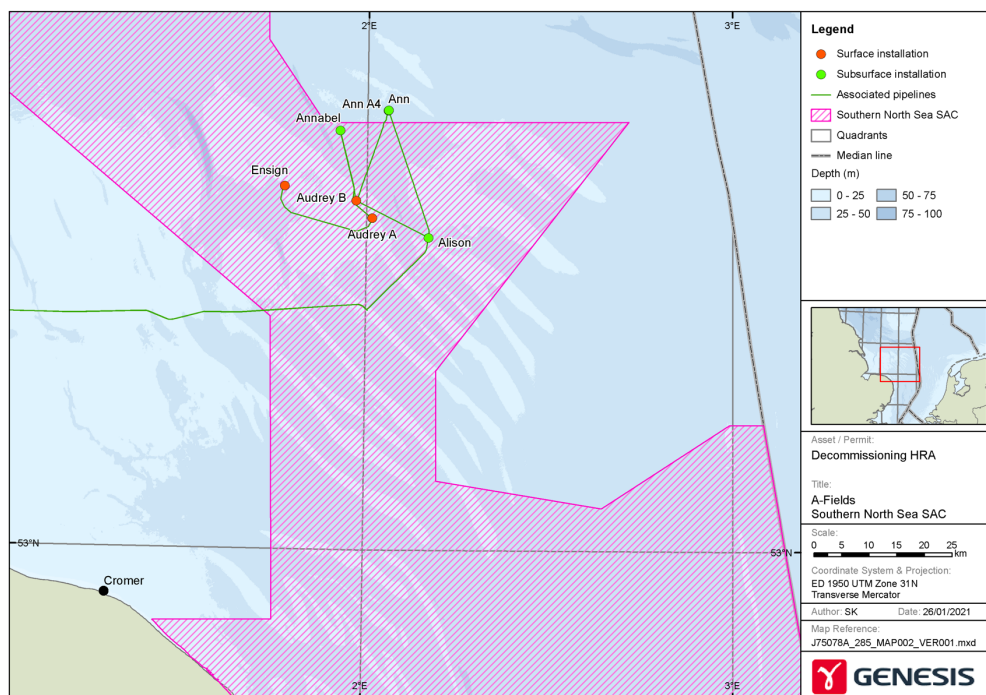 2°E
3°E
Ann A4
Ann
Annabel
Ensign
Audrey B
Audrey A
Alison
53°N
53°N
Cromer
2°E
3°E
Legend
Surface installation
Subsurface installation
Associated pipelines
Southern North Sea SAC
Quadrants
Median line
Depth (m)
0 - 25
50 - 75
25 - 50
75 - 100
Asset / Permit:
Decommissioning HRA
Title:
A-Fields
Southern North Sea SAC
Scale:
0 5 10 15 20 25
km
Coordinate System & Projection:
ED 1950 UTM Zone 31N
Transverse Mercator
Author: SK Date: 26/01/2021
Map Reference:
J75078A_285_MAP002_VER001.mxd
GENESIS